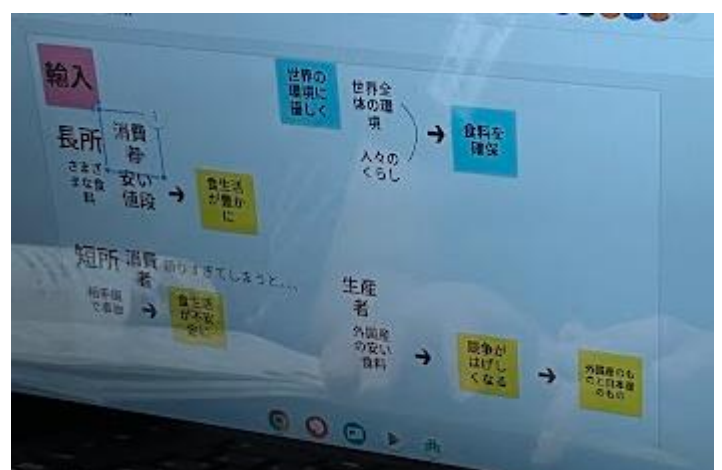 輸入
世界の
環境に
優しく
世界全
体の環
境
人々の
くらし
→
食料を
確保
長所
消費
者
さまざ
まな食
料
安い
値段
→
食生活
が豊か
に
短所
消費
者
頼りすぎてしまうと...
相手国
で
→
食生活
が不安
定に
生産
者
外国産
の安い
食料
→
競争が
はげし
くなる
→
外国産のも
のと日本産
のもの